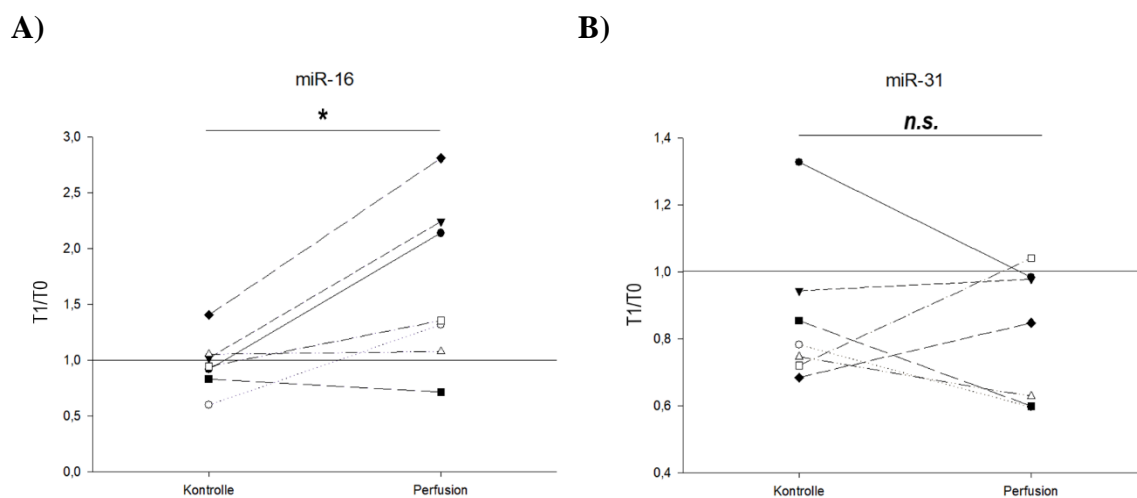 A)
miR-16
*
3,0
2,5
2,0
1,5
1,0
0,5
0,0
T1/T0
Kontrolle Perfusion
B)
miR-31
n.s.
1,4
1,2
1,0
0,8
0,6
0,4
T1/T0
Kontrolle Perfusion